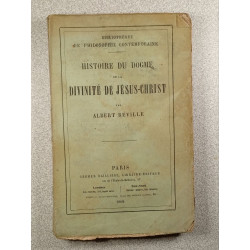 BIBLIOTHÈQUE
DE PHILOSOPHIE CONTEMPORAINE
HISTOIRE DU DOGME
DE LA
DIVINITÉ DE JÉSUS-CHRIST
PAR
ALBERT RÉVILLE
PARIS
GERMER BAILLIÈRE, LIBRAIRE-ÉDITEUR